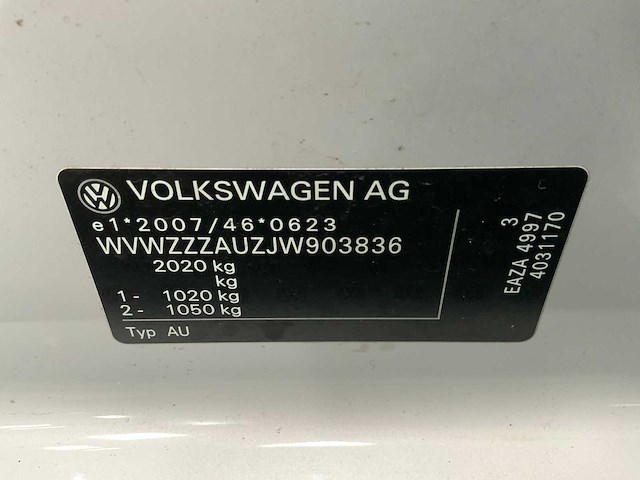 VOLKSWAGEN AG
e1*2007/46*0623
WVWZZZAUZJW903836
2020 kg
kg
1- 1020 kg
2- 1050 kg
Typ AU
3
EAZA 4997
4031170